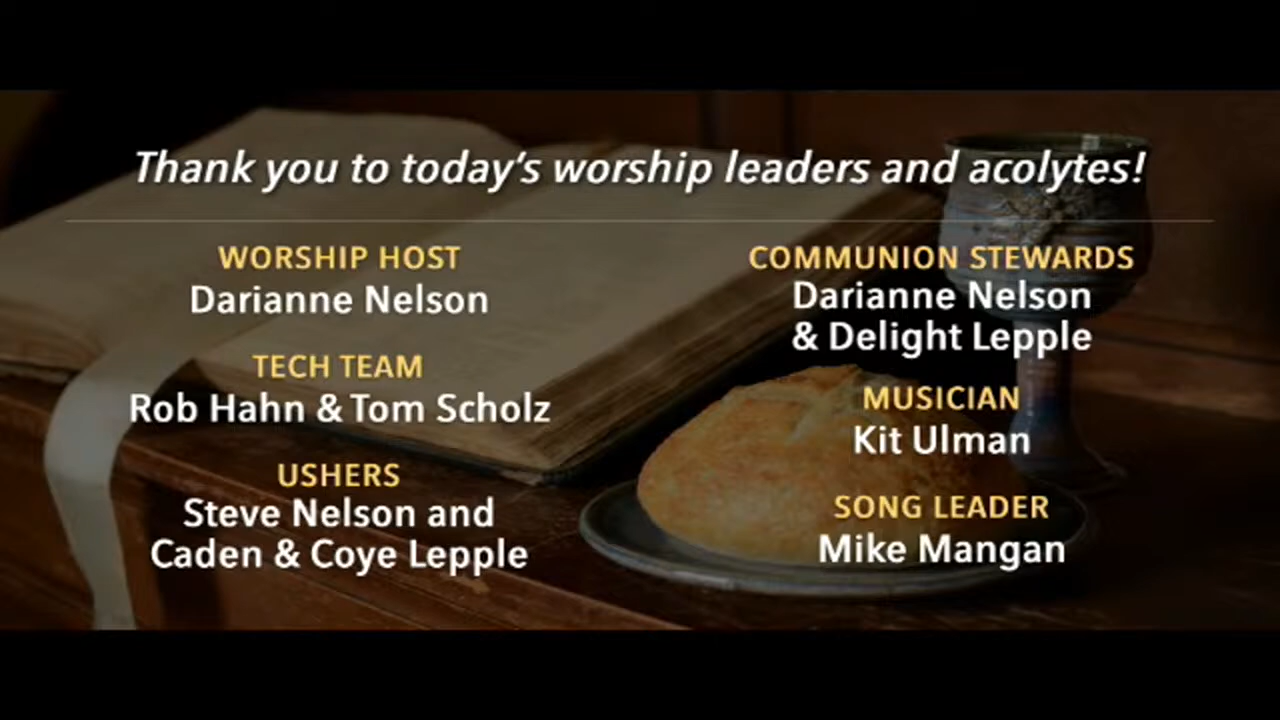 Thank you to today's worship leaders and acolytes!
WORSHIP HOST
Darianne Nelson
TECH TEAM
Rob Hahn & Tom Scholz
USHERS
Steve Nelson and
Caden & Coye Lepple
COMMUNION STEWARDS
Darianne Nelson
& Delight Lepple
MUSICIAN
Kit Ulman
SONG LEADER
Mike Mangan